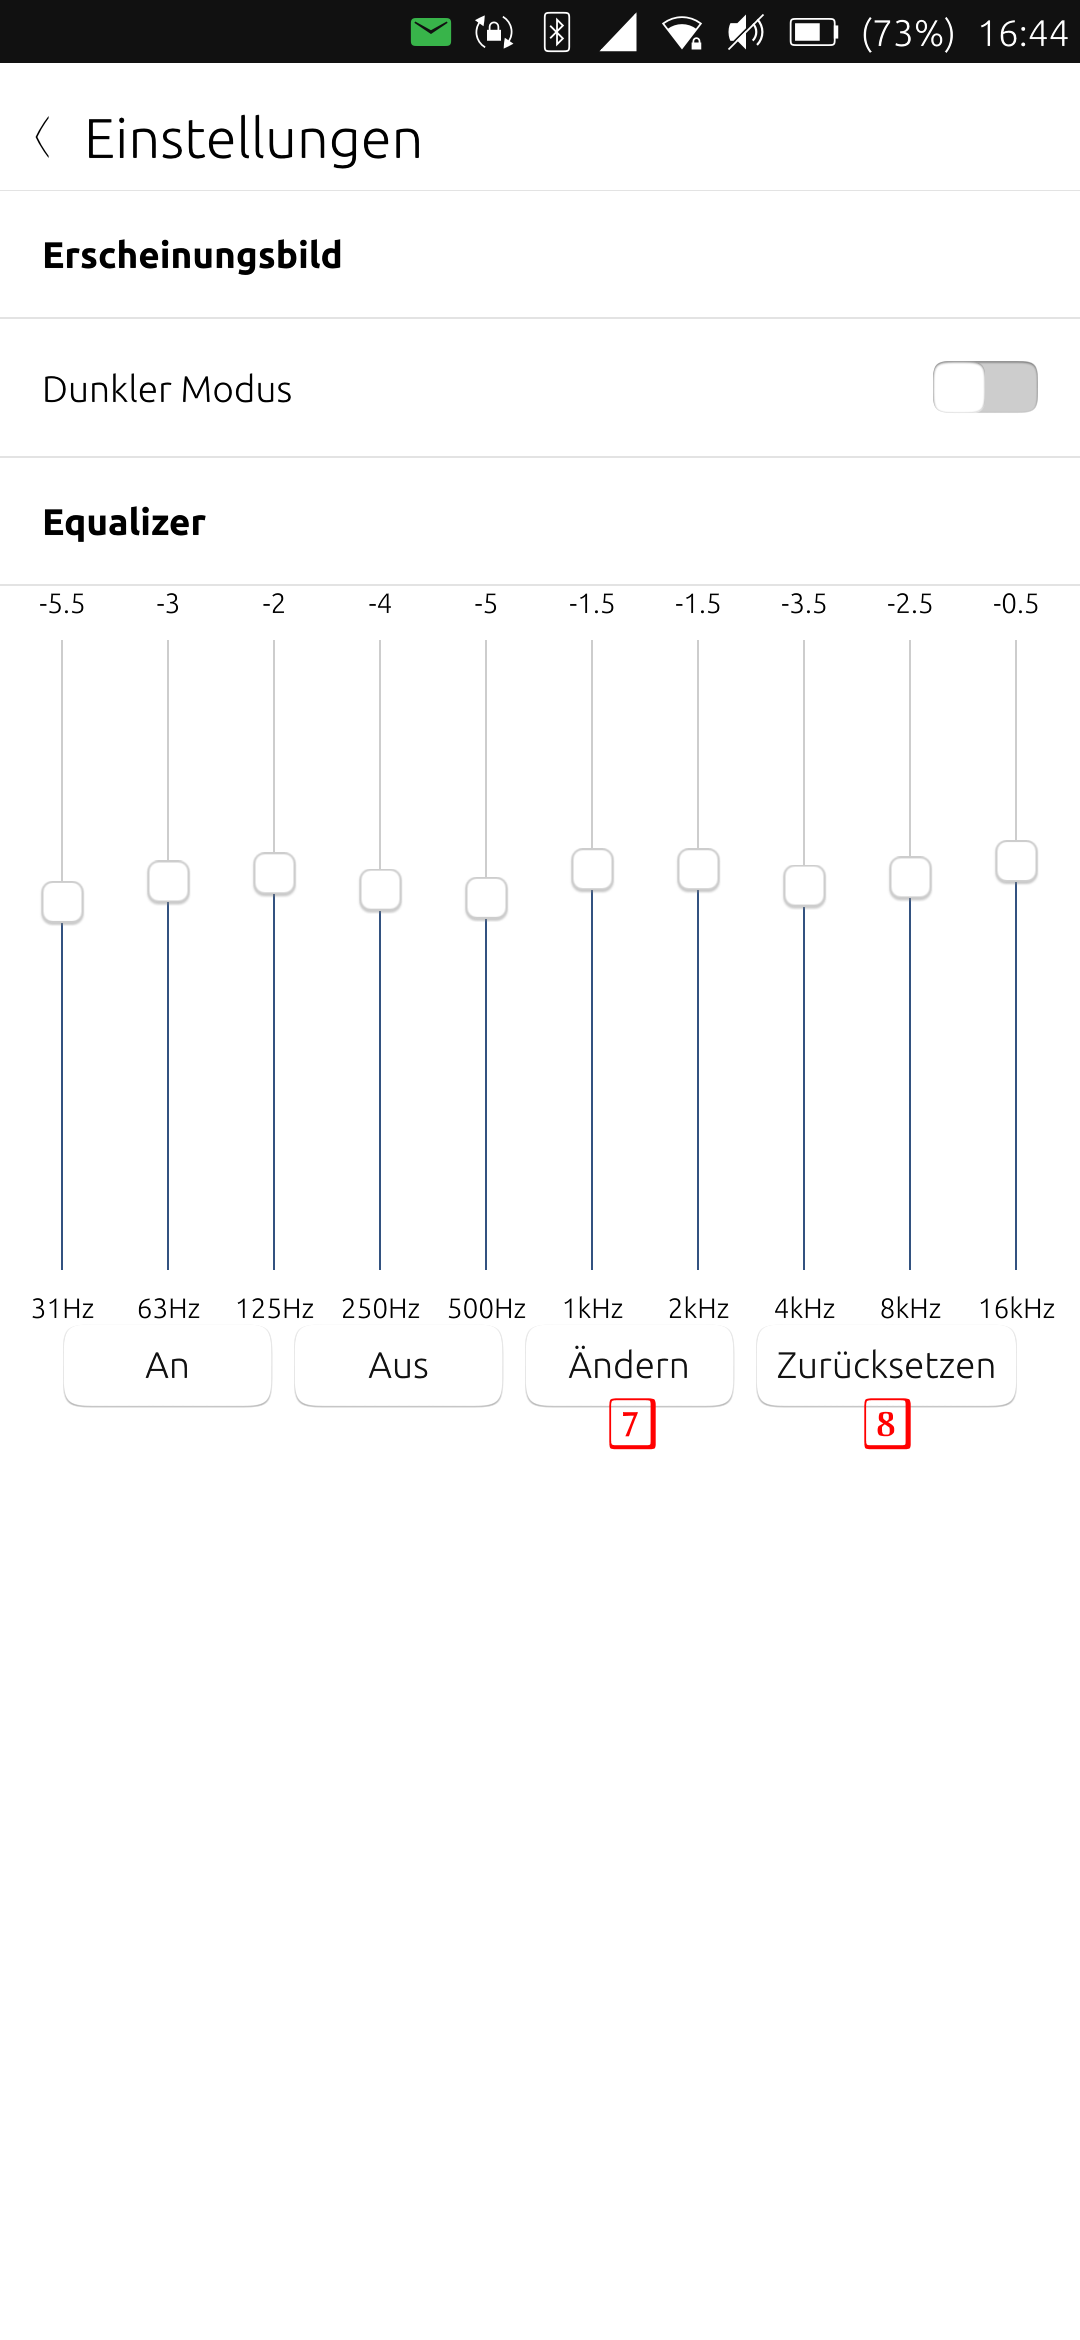 (73%) 16:44
Einstellungen
Erscheinungsbild
Dunkler Modus
Equalizer
-5.5 -3 -2 -4 -5 -1.5 -1.5 -3.5 -2.5 -0.5
31Hz 63Hz 125Hz 250Hz 500Hz 1kHz 2kHz 4kHz 8kHz 16kHz
An Aus Ändern Zurücksetzen
7 8